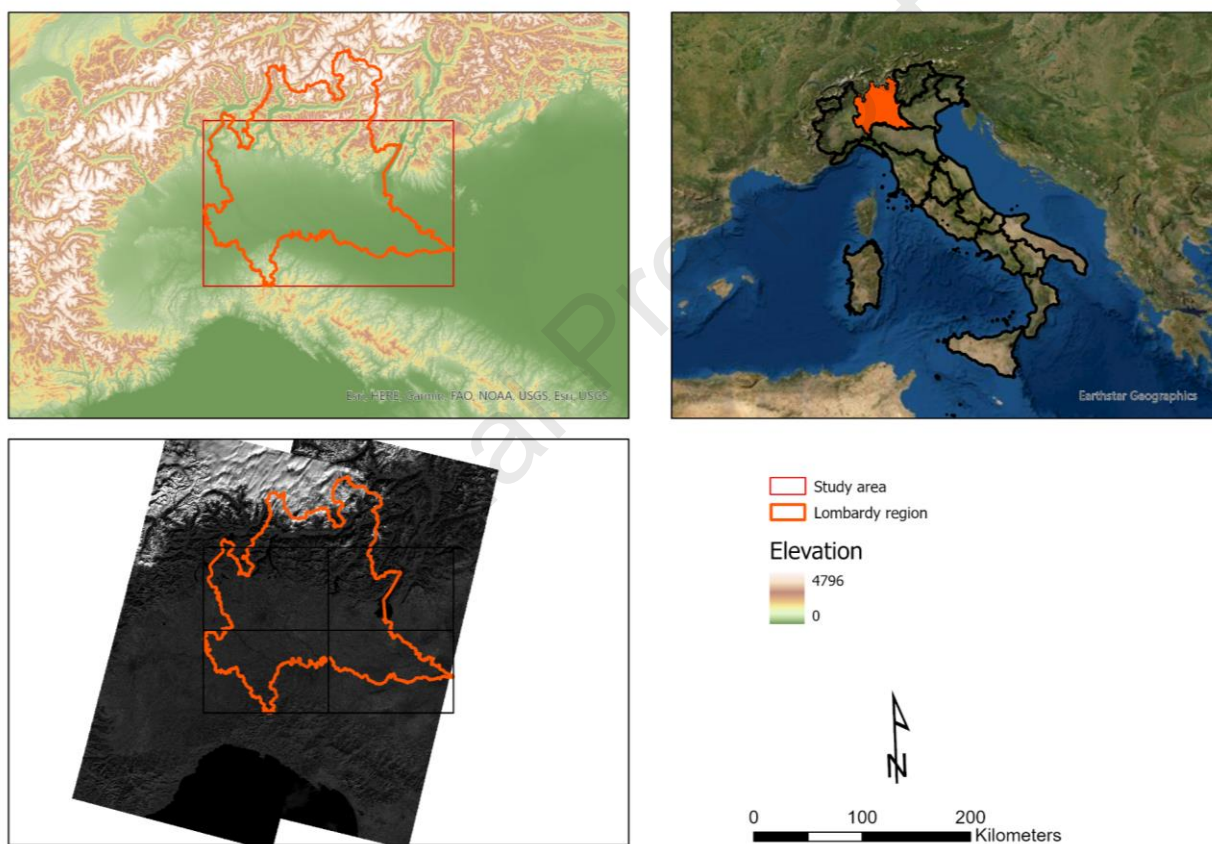 Esri, HERE, Garmin, FAO, NOAA, USGS, Esri, USGS
Earthstar Geographics
Study area
Lombardy region
Elevation
4796
0
N
0 100 200
Kilometers